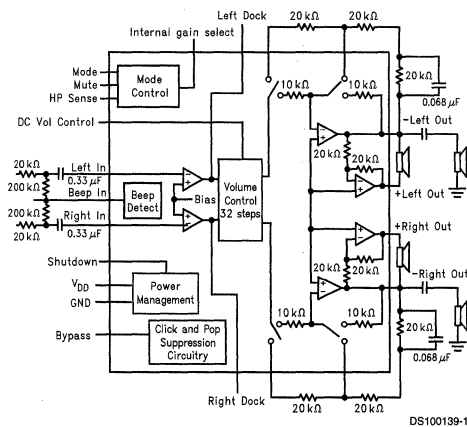 Left Dock
20 kΩ
20 kΩ
20 kΩ
Internal gain select
Mode
Mute
HP Sense
Mode
Control
10 kΩ
10 kΩ
20 kΩ
0.068 µF
DC Vol Control
-Left Out
20 kΩ
20 kΩ
20 kΩ
Left In
0.33 µF
200 kΩ
Beep In
Beep
Detect
Bias
Volume
Control
32 steps
+Left Out
200 kΩ
Right In
20 kΩ
0.33 µF
+Right Out
20 kΩ
20 kΩ
-Right Out
Shutdown
VDD
GND
Power
Management
10 kΩ
10 kΩ
20 kΩ
0.068 µF
Bypass
Click and Pop
Suppression
Circuitry
Right Dock
20 kΩ
20 kΩ
DS100139-1